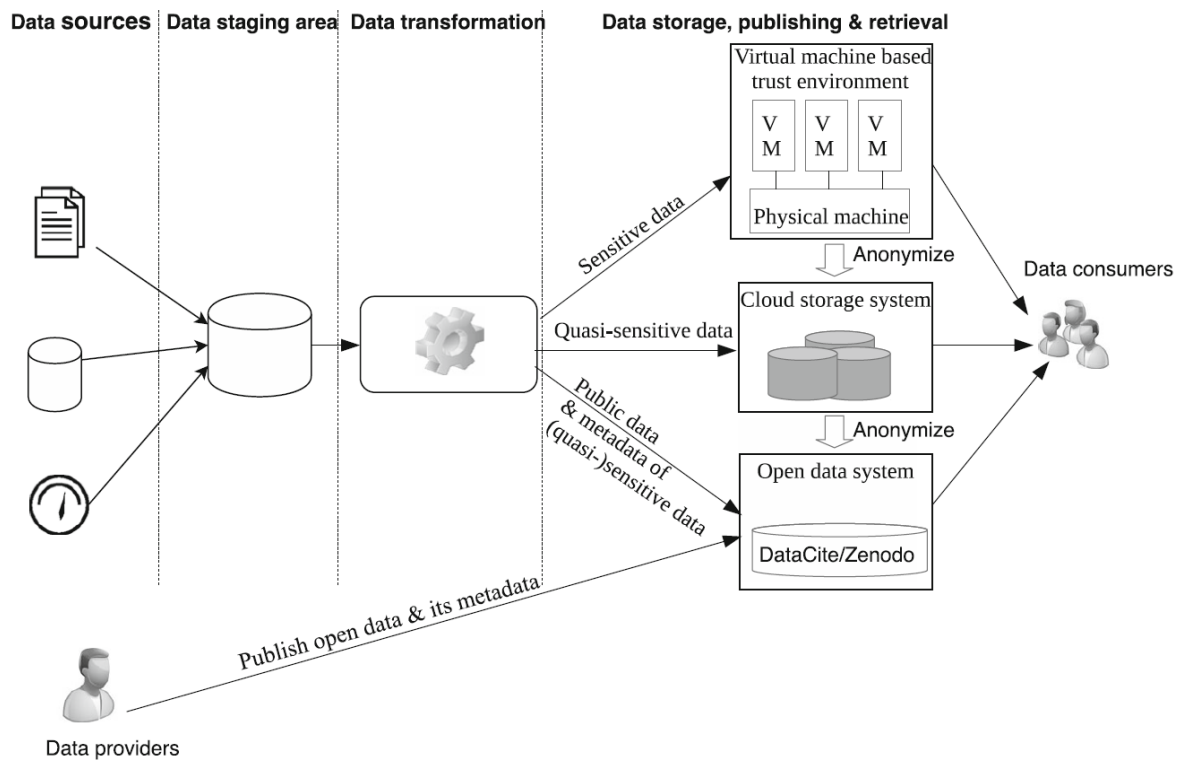 Data sources
Data staging area
Data transformation
Data storage, publishing & retrieval
Virtual machine based
trust environment
V
M
V
M
V
M
Physical machine
Sensitive data
Anonymize
Data consumers
Cloud storage system
Quasi-sensitive data
Public data
& metadata of
(quasi-)sensitive data
Anonymize
Open data system
DataCite/Zenodo
Publish open data & its metadata
Data providers